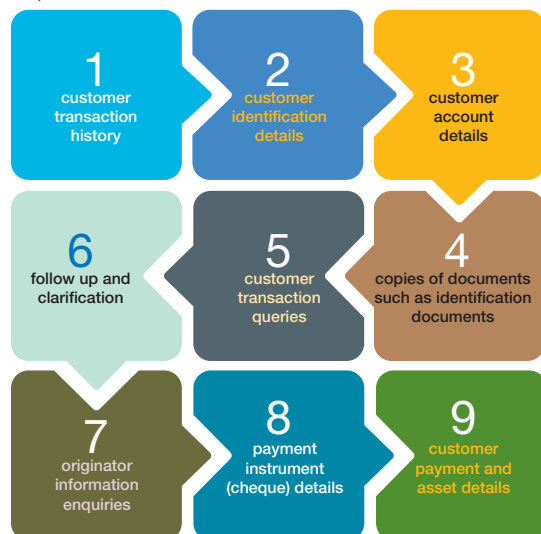 1
customer
transaction
history
2
customer
identification
details
3
customer
account
details
4
copies of documents
such as identification
documents
5
customer
transaction
queries
6
follow up and
clarification
7
originator
information
enquiries
8
payment
instrument
(cheque) details
9
customer
payment and
asset details